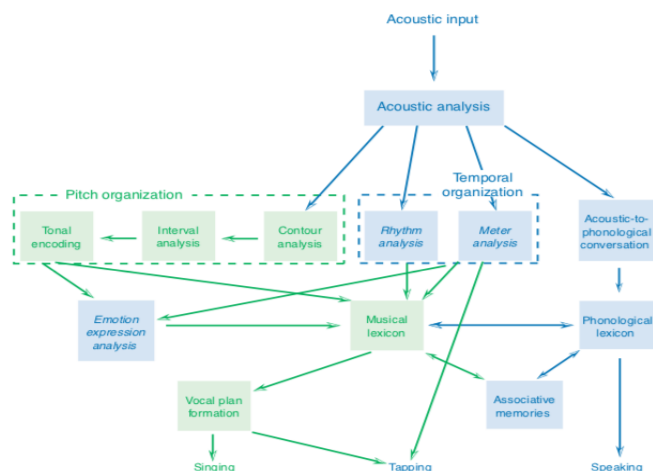 Acoustic input
Acoustic analysis
Pitch organization
Temporal
organization
Tonal
encoding
Interval
analysis
Contour
analysis
Rhythm
analysis
Meter
analysis
Acoustic-to-
phonological
conversation
Emotion
expression
analysis
Musical
lexicon
Phonological
lexicon
Vocal plan
formation
Associative
memories
Singing
Tapping
Speaking